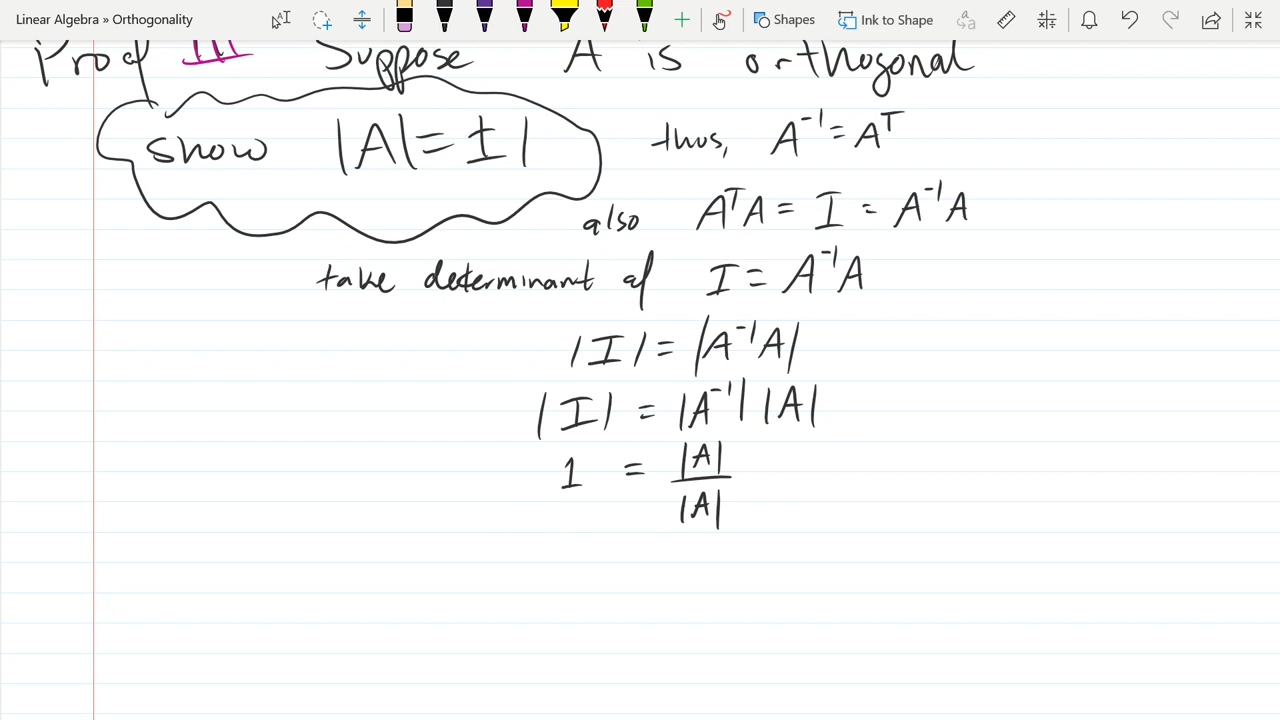 Linear Algebra » Orthogonality
Shapes
Ink to Shape
Proof III Suppose A is orthogonal
show |A| = ±1
thus, A⁻¹ = Aᵀ
also AᵀA = I = A⁻¹A
take determinant of I = A⁻¹A
|I| = |A⁻¹A|
|I| = |A⁻¹| |A|
1 = |A| / |A|